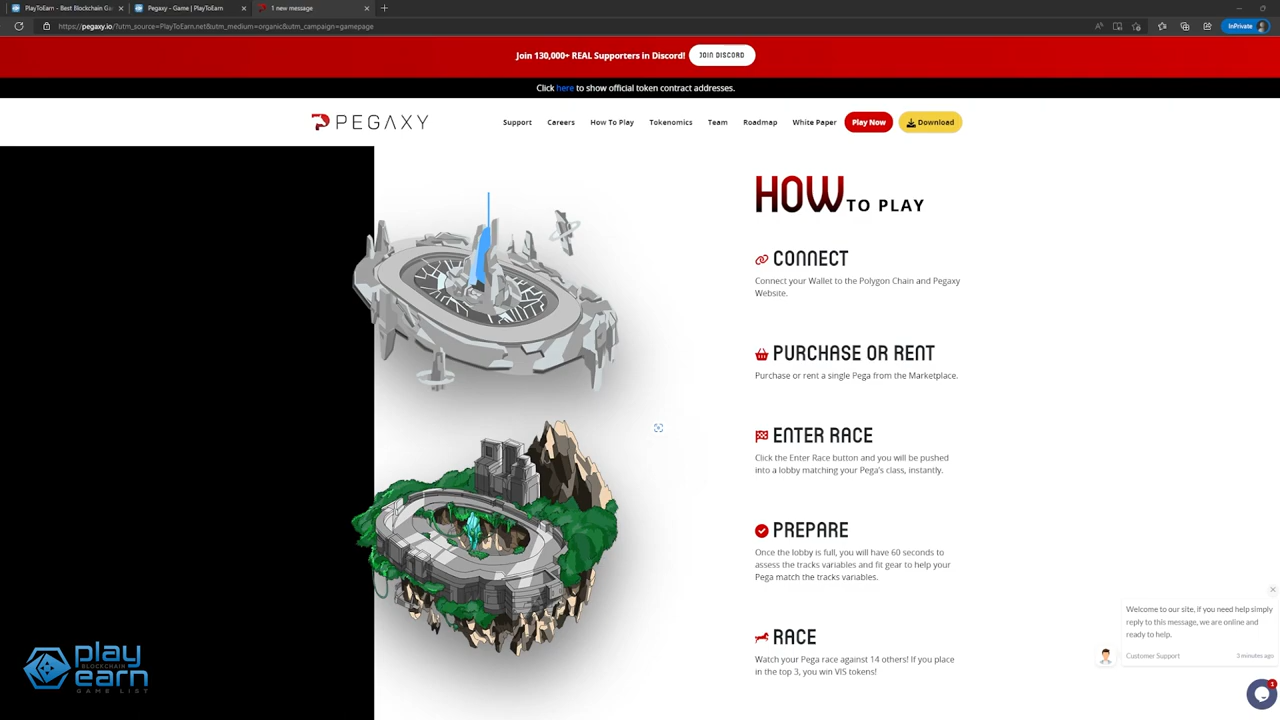 PlayToEarn - Best Blockchain Ga
Pegaxy - Game | PlayToEarn
1 new message
https://pegaxy.io/?utm_source=PlayToEarn.net&utm_medium=organic&utm_campaign=gamepage
InPrivate
Join 130,000+ REAL Supporters in Discord!
JOIN DISCORD
Click here to show official token contract addresses.
PEGAXY
Support
Careers
How To Play
Tokenomics
Team
Roadmap
White Paper
Play Now
Download
HOW TO PLAY
CONNECT
Connect your Wallet to the Polygon Chain and Pegaxy
Website.
PURCHASE OR RENT
Purchase or rent a single Pega from the Marketplace.
ENTER RACE
Click the Enter Race button and you will be pushed
into a lobby matching your Pega's class, instantly.
PREPARE
Once the lobby is full, you will have 60 seconds to
assess the tracks variables and fit gear to help your
Pega match the tracks variables.
RACE
Watch your Pega race against 14 others! If you place
in the top 3, you win VIS tokens!
Welcome to our site, if you need help simply
reply to this message, we are online and
ready to help.
Customer Support
3 minutes ago
play
BLOCKCHAIN
earn
GAME LIST